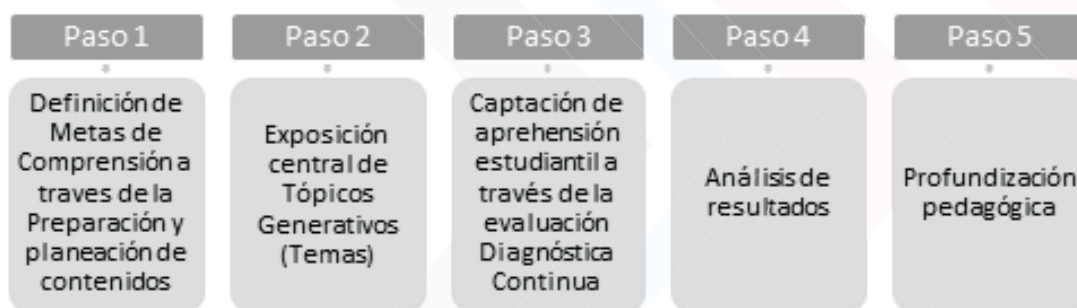 Paso 1
Definición de
Metas de
Comprensión a
traves de la
Preparación y
planeación de
contenidos
Paso 2
Exposición
central de
Tópicos
Generativos
(Temas)
Paso 3
Captación de
aprehensión
estudiantil a
través de la
evaluación
Diagnóstica
Continua
Paso 4
Análisis de
resultados
Paso 5
Profundización
pedagógica